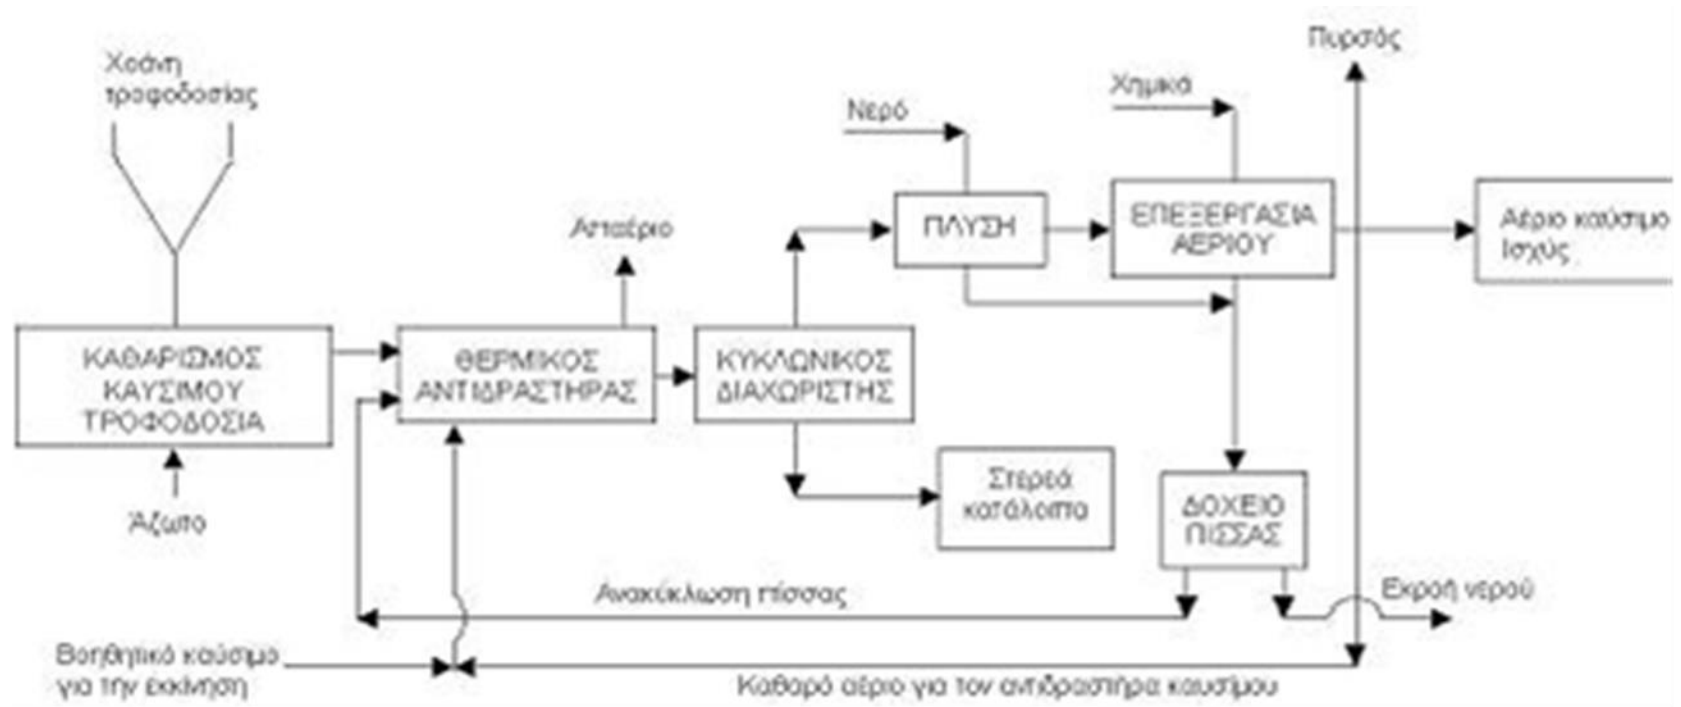 Πυρσός
Χοάνη
τροφοδοσίας
Χημικά
Νερό
Απαέριο
ΠΛΥΣΗ
ΕΠΕΞΕΡΓΑΣΙΑ
ΑΕΡΙΟΥ
Αέριο καύσιμο
Ισχύς
ΚΑΘΑΡΙΣΜΟΣ
ΚΑΥΣΙΜΟΥ
ΤΡΟΦΟΔΟΣΙΑ
ΘΕΡΜΙΚΟΣ
ΑΝΤΙΔΡΑΣΤΗΡΑΣ
ΚΥΚΛΩΝΙΚΟΣ
ΔΙΑΧΩΡΙΣΤΗΣ
Στερεά
κατάλοιπα
ΔΟΧΕΙΟ
ΠΙΣΣΑΣ
Άζωτο
Ανακύκλωση πίσσας
Εκροή νερού
Βοηθητικό καύσιμο
για την εκκίνηση
Καθαρό αέριο για τον αντιδραστήρα καυσίμου